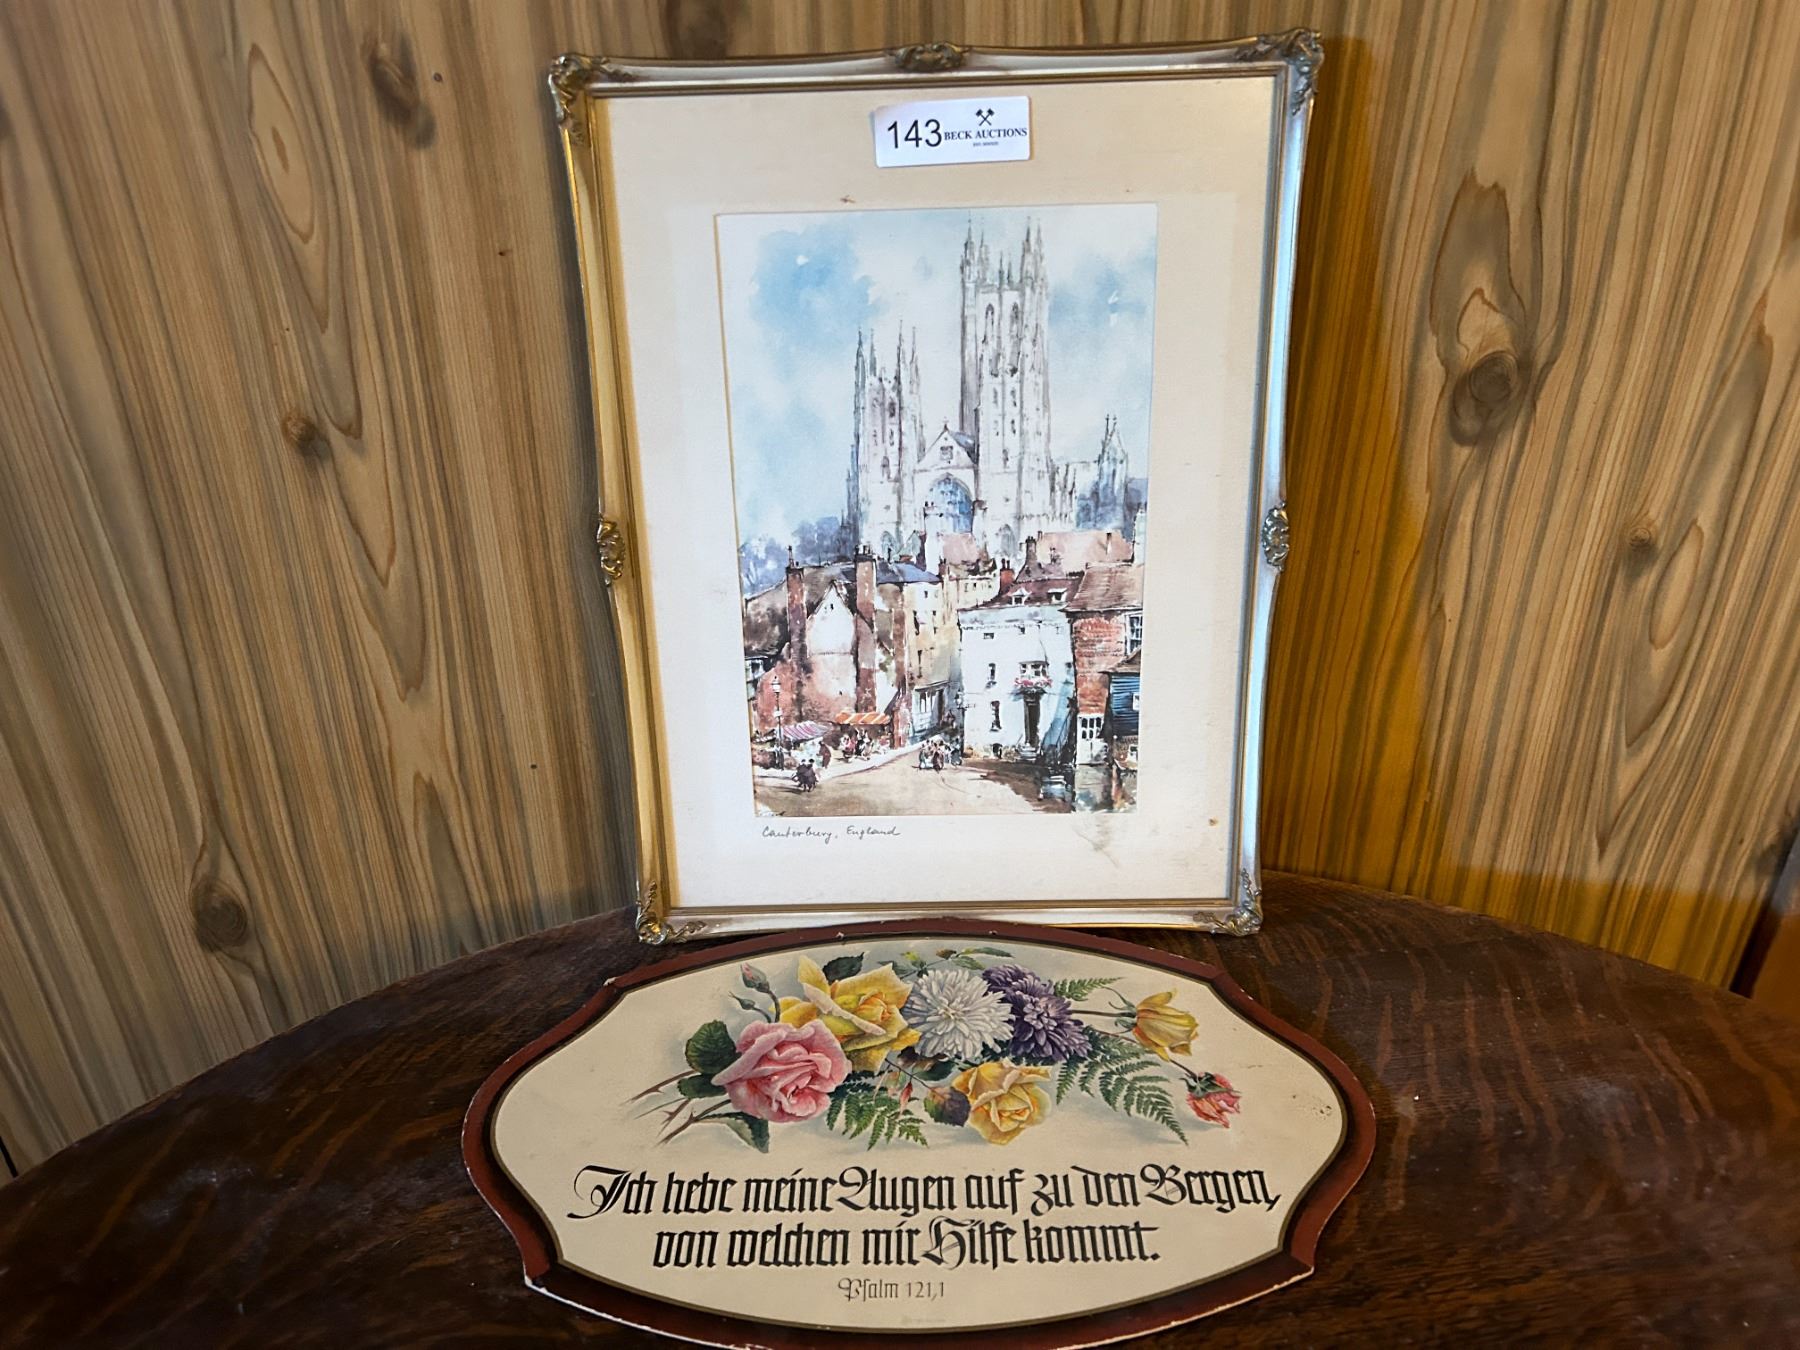 143 BECK AUCTIONS
Canterbury, England
Ich hebe meine Augen auf zu den Bergen,
von welchen mir Hilfe kommt.
Psalm 121,1